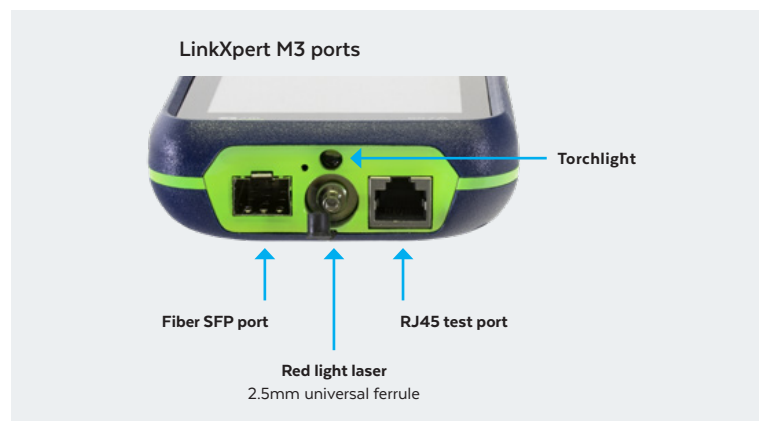 LinkXpert M3 ports
Torchlight
Fiber SFP port
RJ45 test port
Red light laser
2.5mm universal ferrule